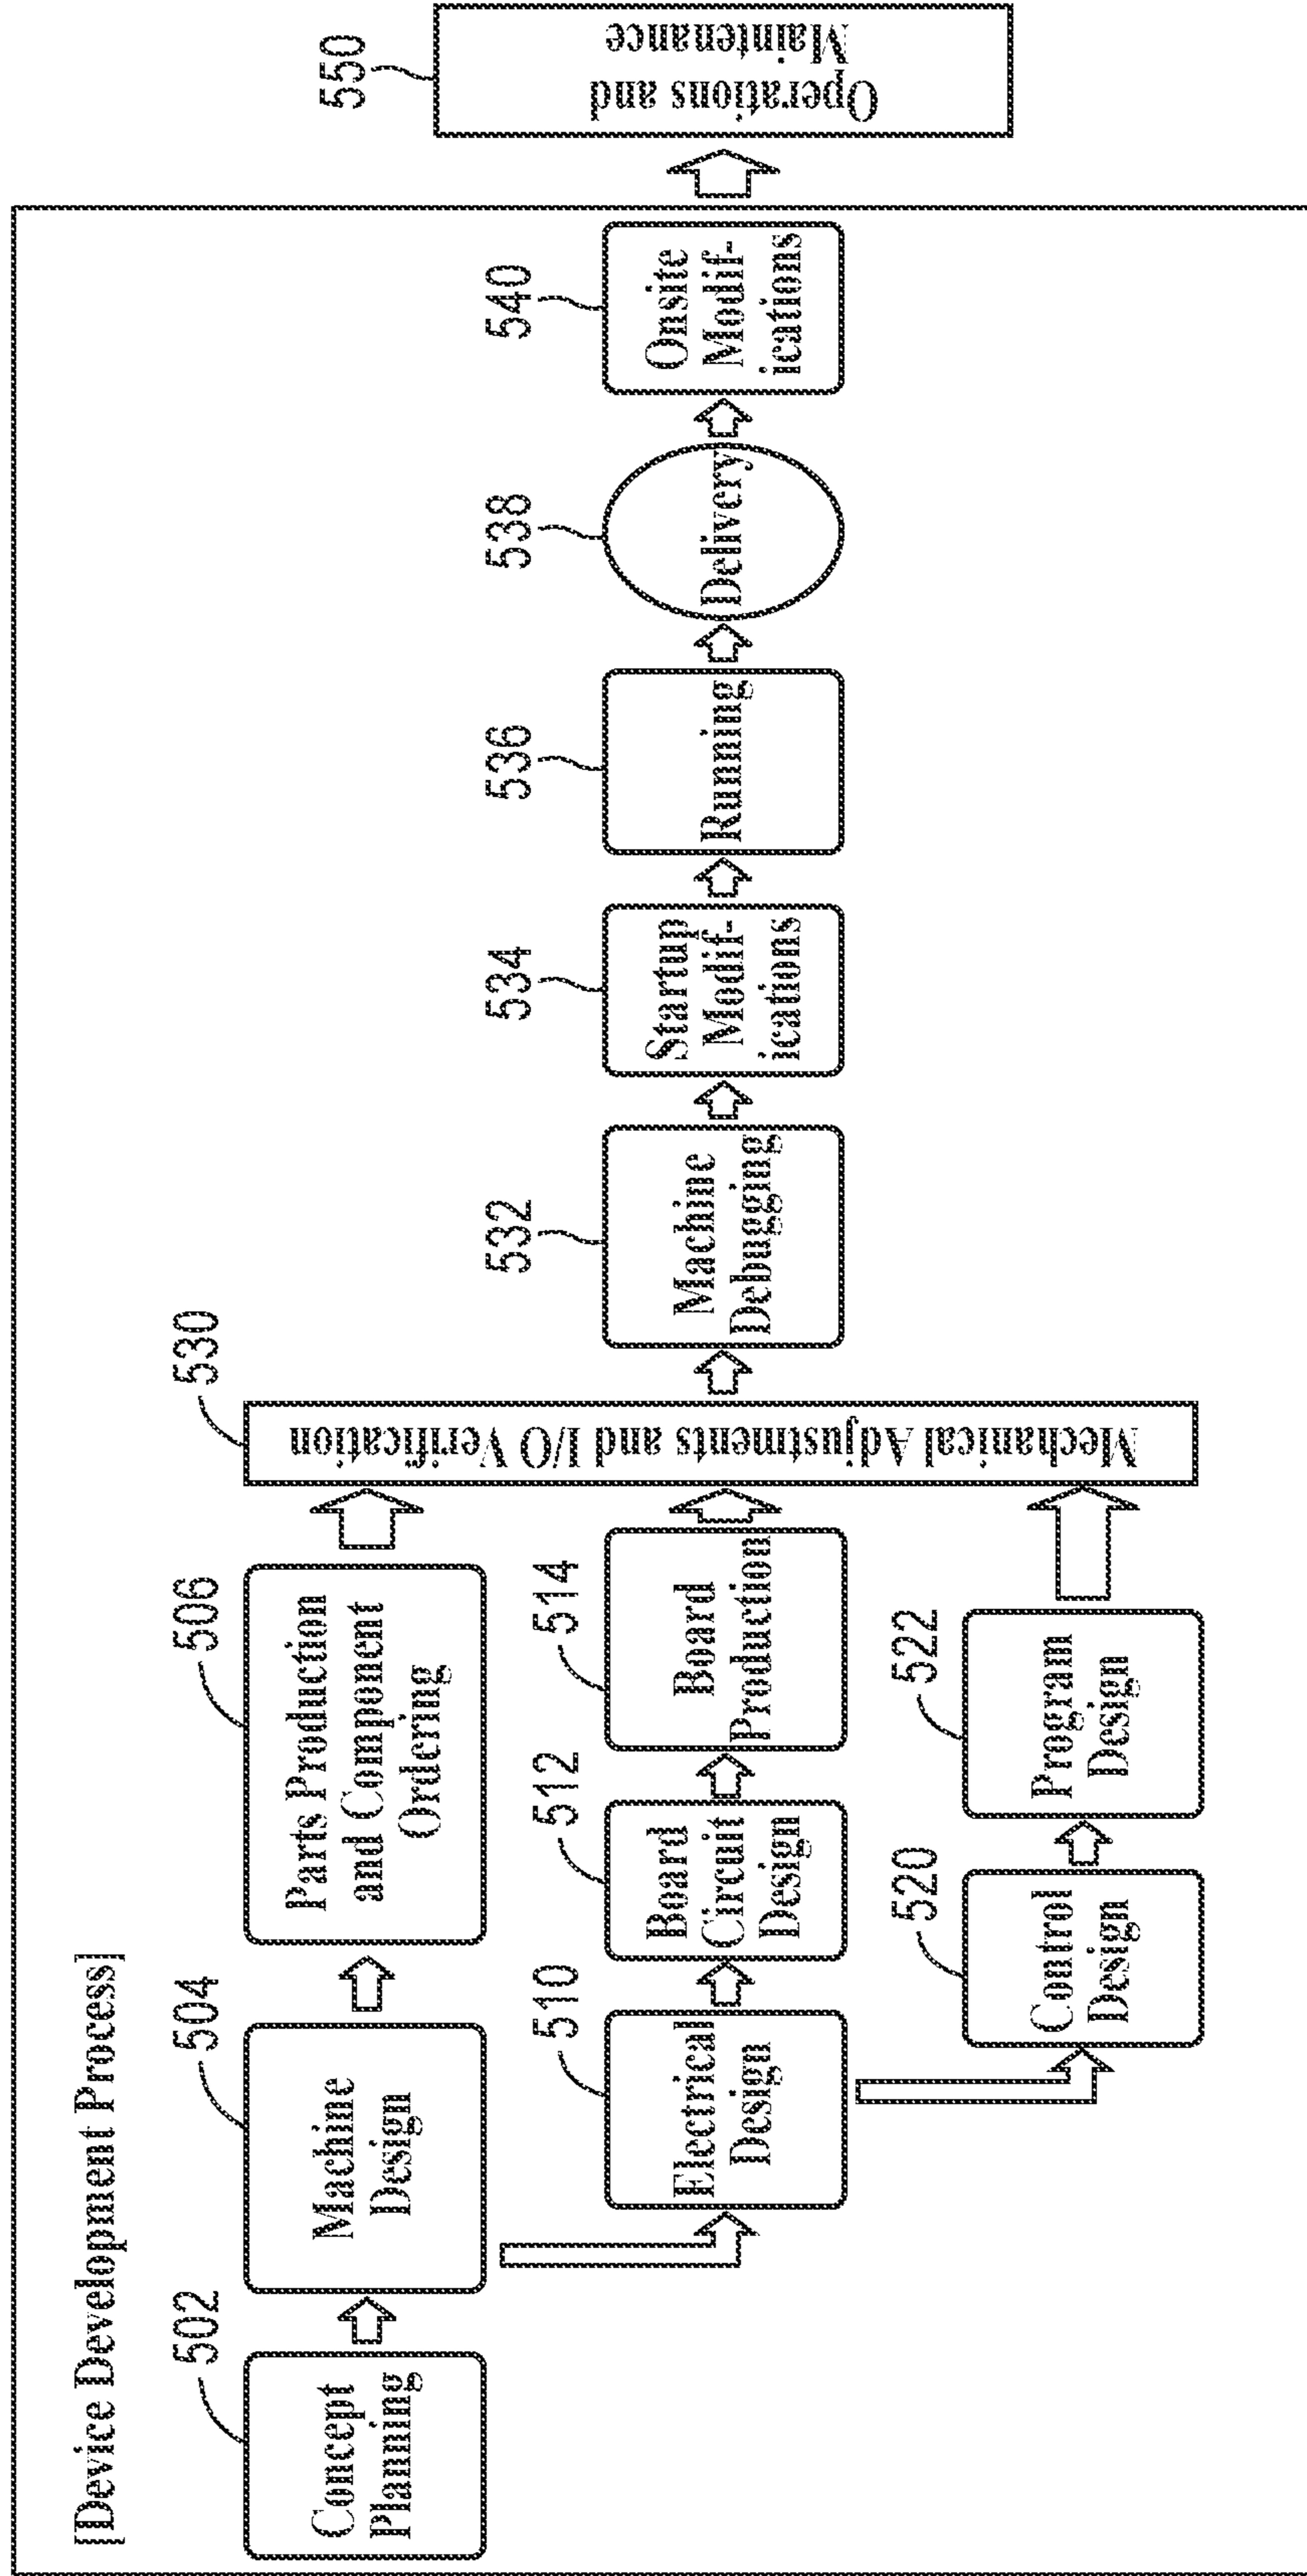 [Device Development Process]
502
Concept
Planning
504
Machine
Design
506
Parts Production
and Component
Ordering
510
Electrical
Design
512
Board
Circuit
Design
514
Board
Production
520
Control
Design
522
Program
Design
530
Mechanical Adjustments and I/O Verification
532
Machine
Debugging
534
Startup
Modif-
ications
536
Running
538
Delivery
540
Onsite
Modif-
ications
550
Operations and
Maintenance